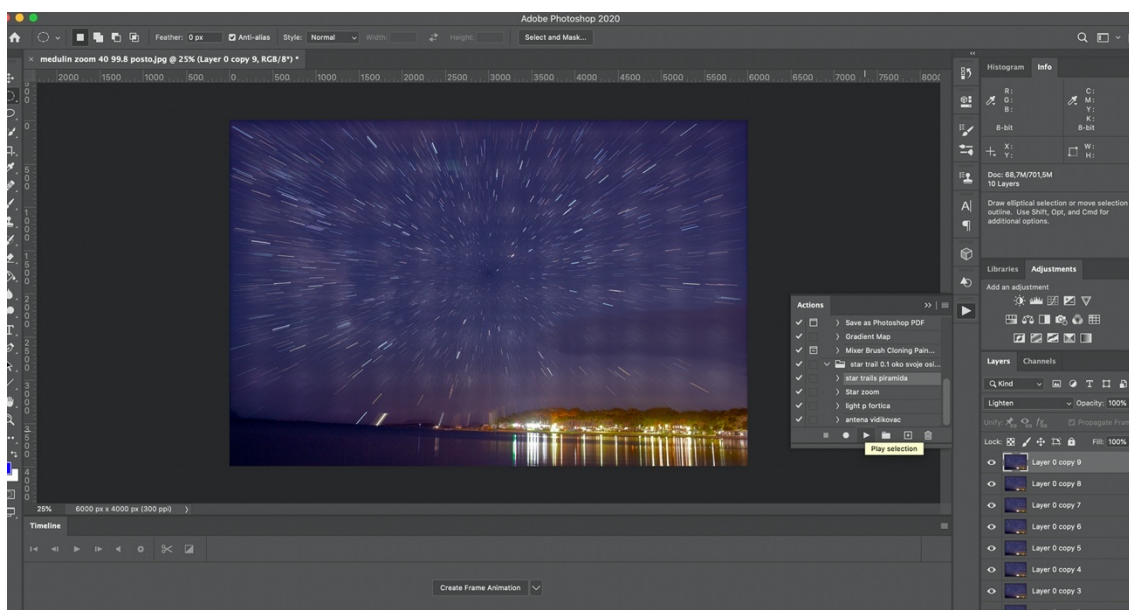 Adobe Photoshop 2020
Feather: 0 px Anti-alias Style: Normal Width: Height: Select and Mask...
× medulin zoom 40 99.8 posto.jpg @ 25% (Layer 0 copy 9, RGB/8*) *
2000 1500 1000 500 0 500 1000 1500 2000 2500 3000 3500 4000 4500 5000 5500 6000 6500 7000 7500 8000
Histogram Info
R: C:
G: M:
B: Y:
K:
8-bit 8-bit
X: W:
Y: H:
Doc: 68,7M/701,5M
10 Layers
Draw elliptical selection or move selection
outline. Use Shift, Opt, and Cmd for
additional options.
Libraries Adjustments
Add an adjustment
Actions
Save as Photoshop PDF
Gradient Map
Mixer Brush Cloning Pain...
star trail 0.1 oko svoje osi...
star trails piramida
Star zoom
light p fortica
antena vidikovac
Play selection
Layers Channels
Kind
Lighten Opacity: 100%
Unify: Propagate Fram
Lock: Fill: 100%
Layer 0 copy 9
Layer 0 copy 8
Layer 0 copy 7
Layer 0 copy 6
Layer 0 copy 5
Layer 0 copy 4
Layer 0 copy 3
25% 6000 px x 4000 px (300 ppi)
Timeline
Create Frame Animation